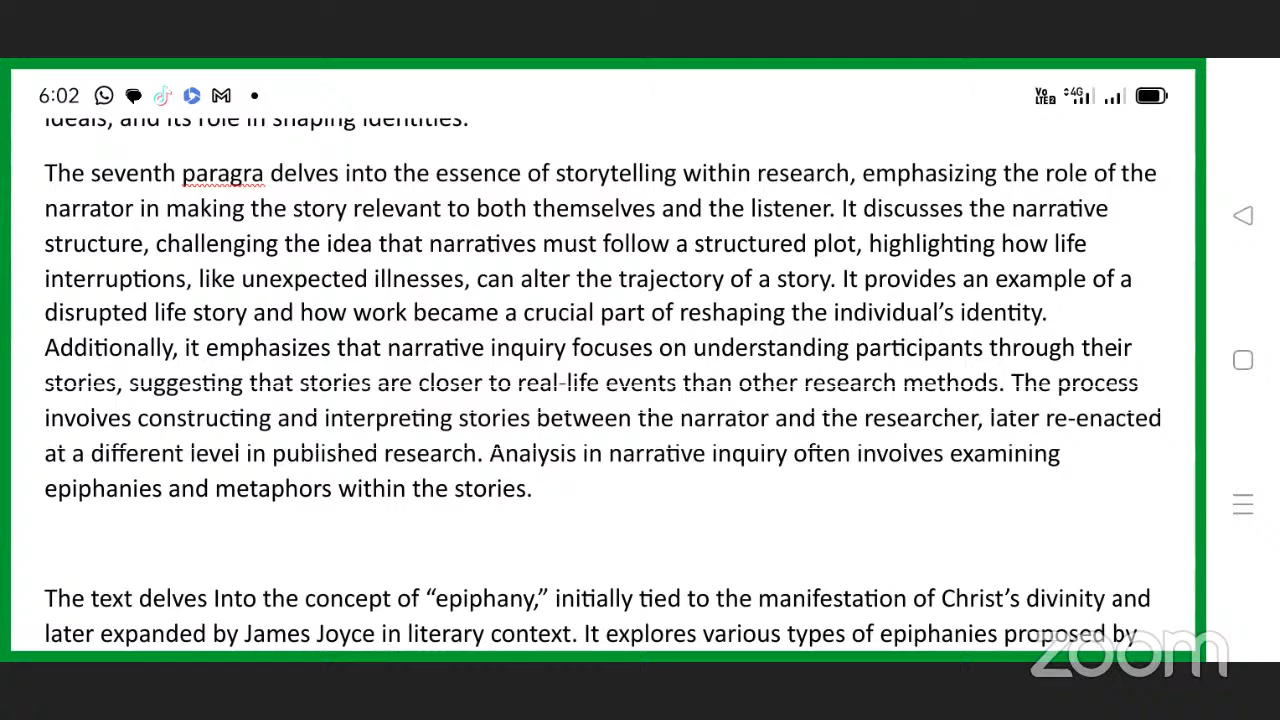 6:02
Vo LTE2 4G
ideals, and its role in shaping identities.
The seventh paragra delves into the essence of storytelling within research, emphasizing the role of the
narrator in making the story relevant to both themselves and the listener. It discusses the narrative
structure, challenging the idea that narratives must follow a structured plot, highlighting how life
interruptions, like unexpected illnesses, can alter the trajectory of a story. It provides an example of a
disrupted life story and how work became a crucial part of reshaping the individual’s identity.
Additionally, it emphasizes that narrative inquiry focuses on understanding participants through their
stories, suggesting that stories are closer to real-life events than other research methods. The process
involves constructing and interpreting stories between the narrator and the researcher, later re-enacted
at a different level in published research. Analysis in narrative inquiry often involves examining
epiphanies and metaphors within the stories.
The text delves Into the concept of “epiphany,” initially tied to the manifestation of Christ’s divinity and
later expanded by James Joyce in literary context. It explores various types of epiphanies proposed by
zoom